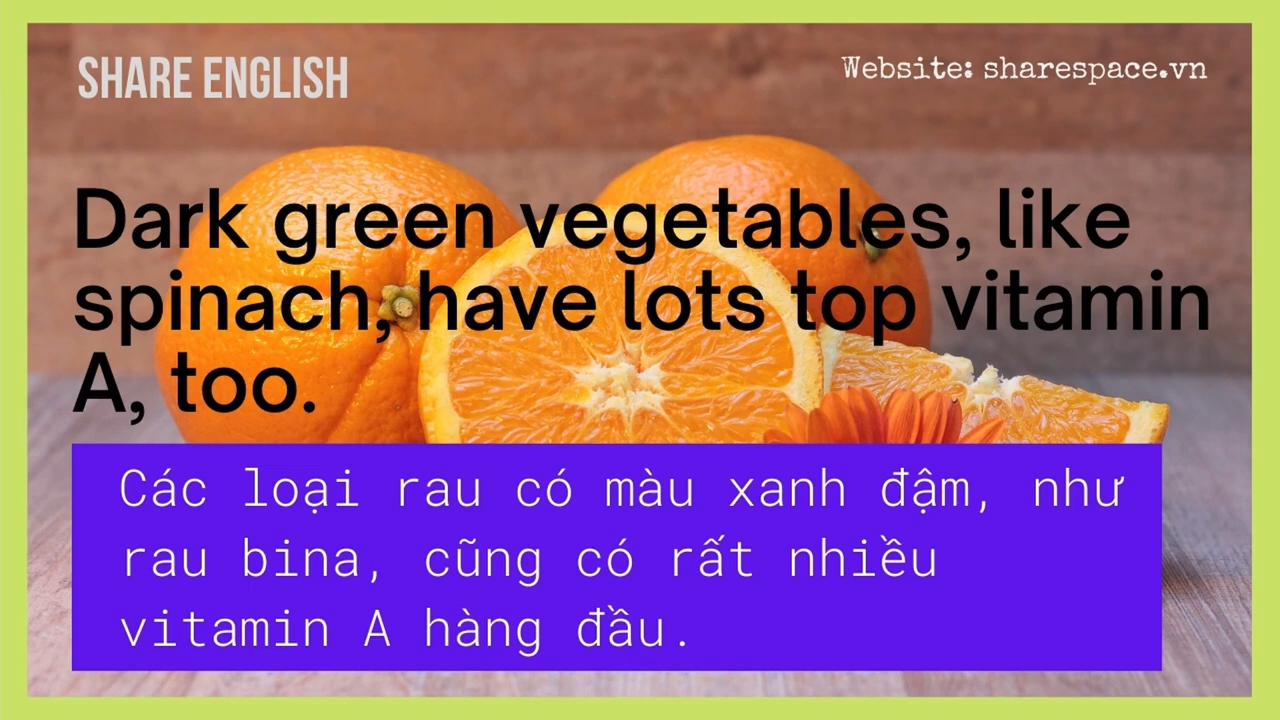 SHARE ENGLISH
Website: sharespace.vn
Dark green vegetables, like
spinach, have lots top vitamin
A, too.
Các loại rau có màu xanh đậm, như
rau bina, cũng có rất nhiều
vitamin A hàng đầu.